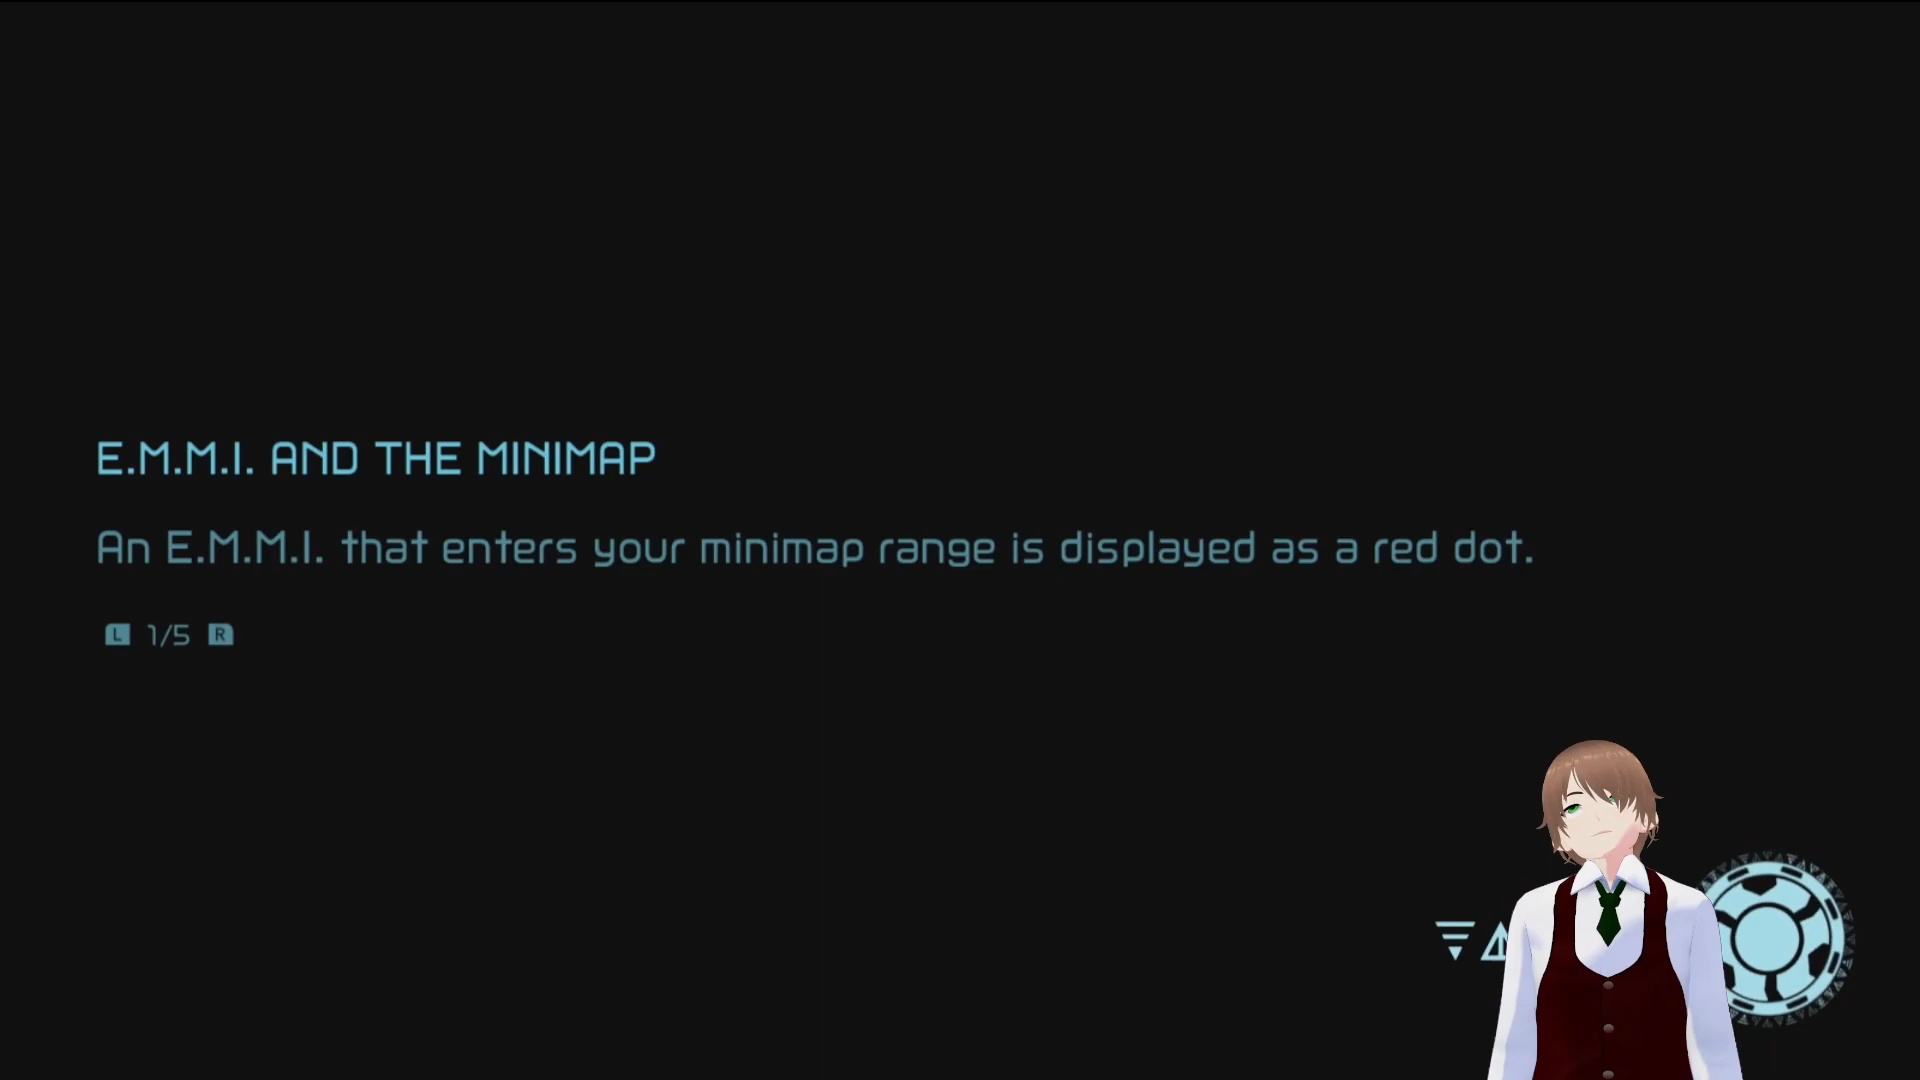 E.M.M.I. AND THE MINIMAP
An E.M.M.I. that enters your minimap range is displayed as a red dot.
L 1/5 R